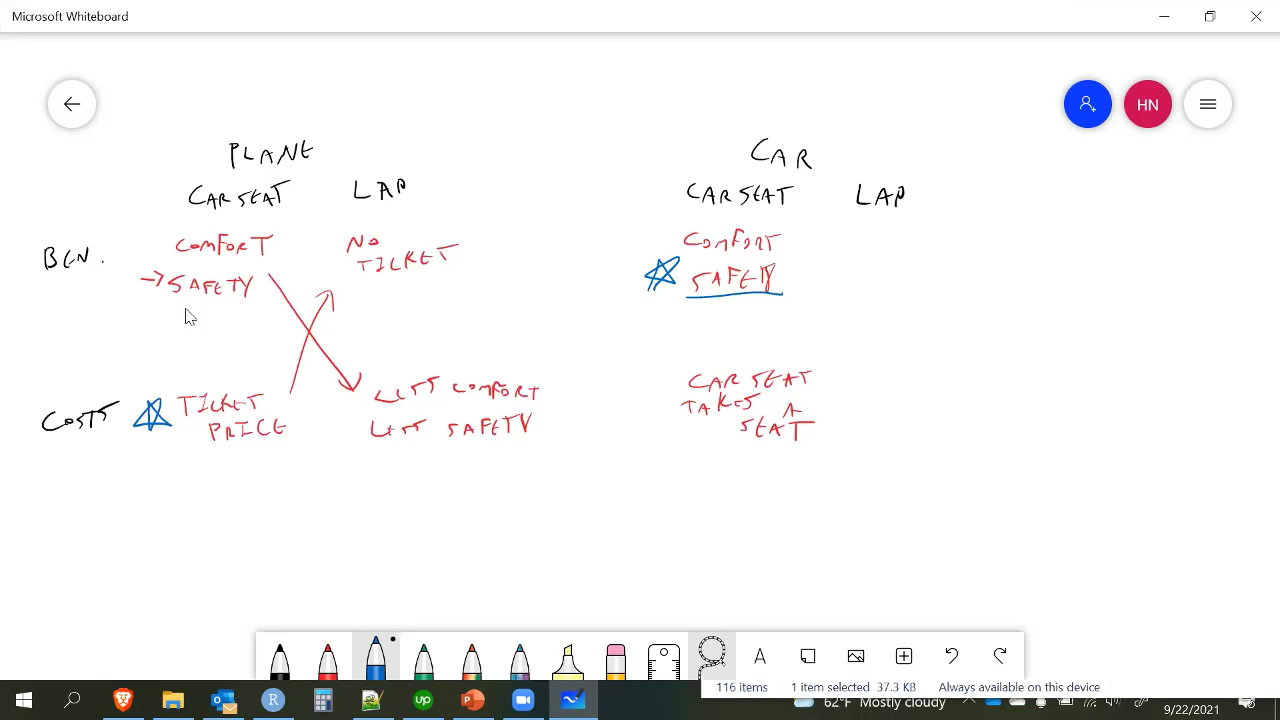 Microsoft Whiteboard
HN
PLANE
CAR
CAR SEAT LAP
CAR SEAT LAP
BEN.
COMFORT
→ SAFETY
NO
TICKET
COMFORT
SAFETY
COSTS
TICKET
PRICE
LESS COMFORT
LESS SAFETY
CAR SEAT
TAKES A
SEAT
A
116 items 1 item selected 37.3 KB Always available on this device
up
62°F Mostly cloudy
9/22/2021